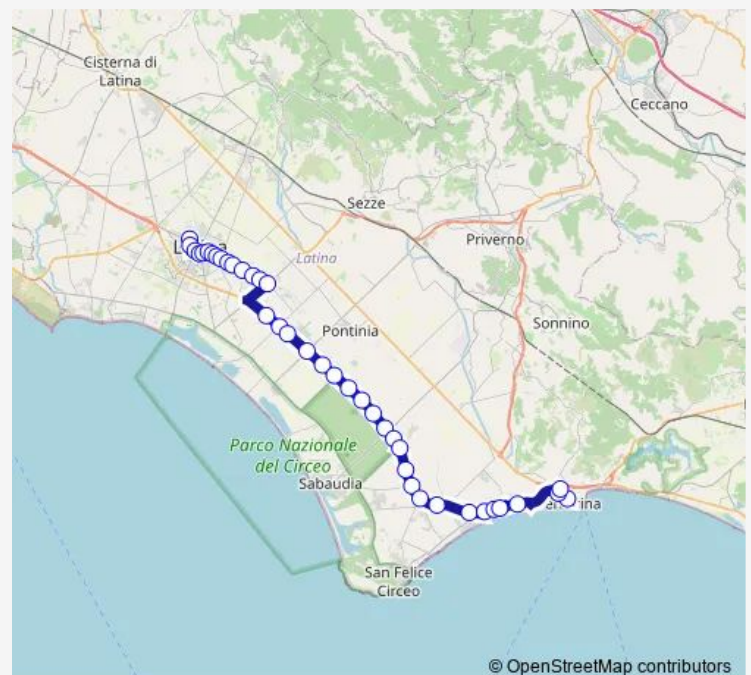 Cisterna di
Latina
Ceccano
Sezze
Priverno
Latina
Pontinia
Sonnino
Parco Nazionale
del Circeo
Sabaudia
San Felice
Circeo
© OpenStreetMap contributors